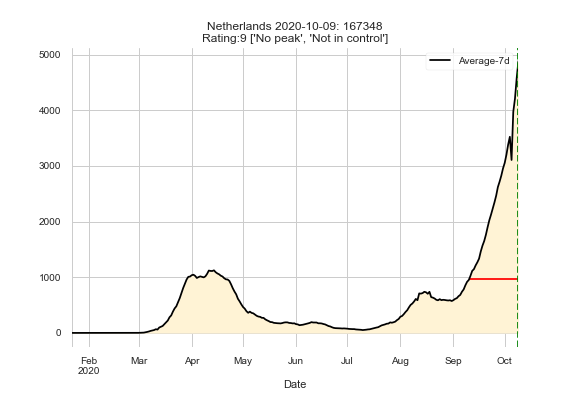 Netherlands 2020-10-09: 167348
Rating:9 ['No peak', 'Not in control']
Average-7d
5000
4000
3000
2000
1000
0
Feb Mar Apr May Jun Jul Aug Sep Oct
2020
Date